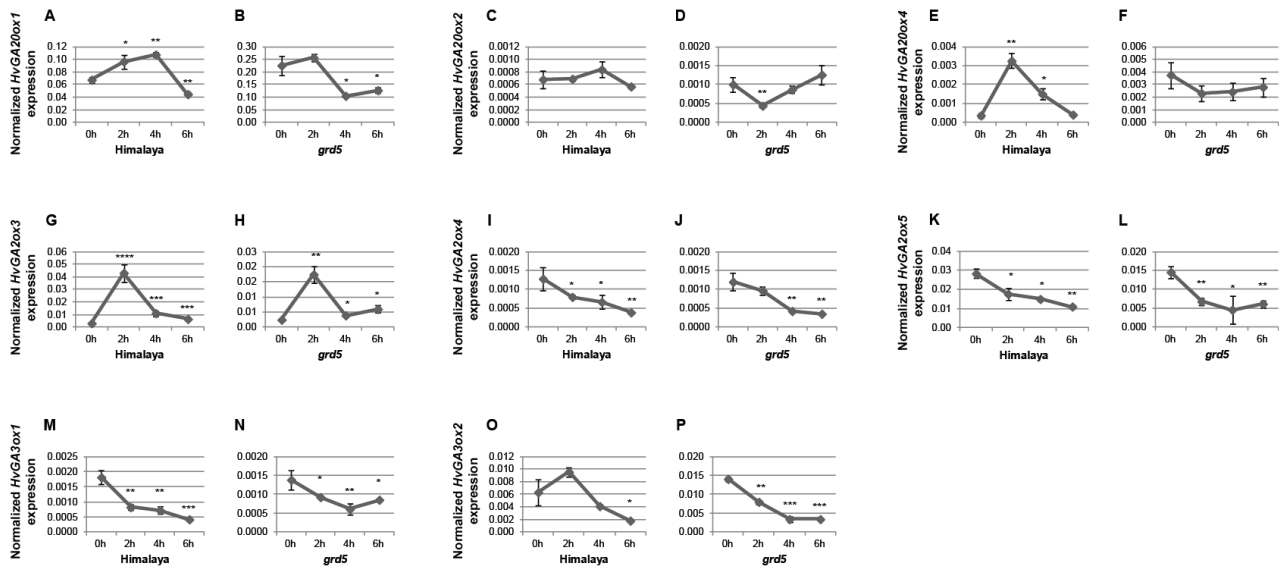 A
Normalized HvGA20ox1
expression
0.12
0.10
0.08
0.06
0.04
0.02
0.00
* ** **
0h 2h 4h 6h
Himalaya
B
0.30
0.25
0.20
0.15
0.10
0.05
0.00
* *
0h 2h 4h 6h
grd5
C
Normalized HvGA20ox2
expression
0.0012
0.0010
0.0008
0.0006
0.0004
0.0002
0.0000
0h 2h 4h 6h
Himalaya
D
0.0020
0.0015
0.0010
0.0005
0.0000
**
0h 2h 4h 6h
grd5
E
Normalized HvGA20ox4
expression
0.004
0.003
0.002
0.001
0.000
** *
0h 2h 4h 6h
Himalaya
F
0.006
0.005
0.004
0.003
0.002
0.001
0.000
0h 2h 4h 6h
grd5
G
Normalized HvGA2ox3
expression
0.06
0.05
0.04
0.03
0.02
0.01
0.00
**** *** ***
0h 2h 4h 6h
Himalaya
H
0.03
0.02
0.02
0.01
0.01
0.00
** * *
0h 2h 4h 6h
grd5
I
Normalized HvGA2ox4
expression
0.0020
0.0015
0.0010
0.0005
0.0000
* * **
0h 2h 4h 6h
Himalaya
J
0.0020
0.0015
0.0010
0.0005
0.0000
** **
0h 2h 4h 6h
grd5
K
Normalized HvGA2ox5
expression
0.04
0.03
0.02
0.01
0.00
* * **
0h 2h 4h 6h
Himalaya
L
0.020
0.015
0.010
0.005
0.000
** * **
0h 2h 4h 6h
grd5
M
Normalized HvGA3ox1
expression
0.0025
0.0020
0.0015
0.0010
0.0005
0.0000
** ** ***
0h 2h 4h 6h
Himalaya
N
0.0020
0.0015
0.0010
0.0005
0.0000
* ** *
0h 2h 4h 6h
grd5
O
Normalized HvGA3ox2
expression
0.012
0.010
0.008
0.006
0.004
0.002
0.000
*
0h 2h 4h 6h
Himalaya
P
0.020
0.015
0.010
0.005
0.000
** *** ***
0h 2h 4h 6h
grd5